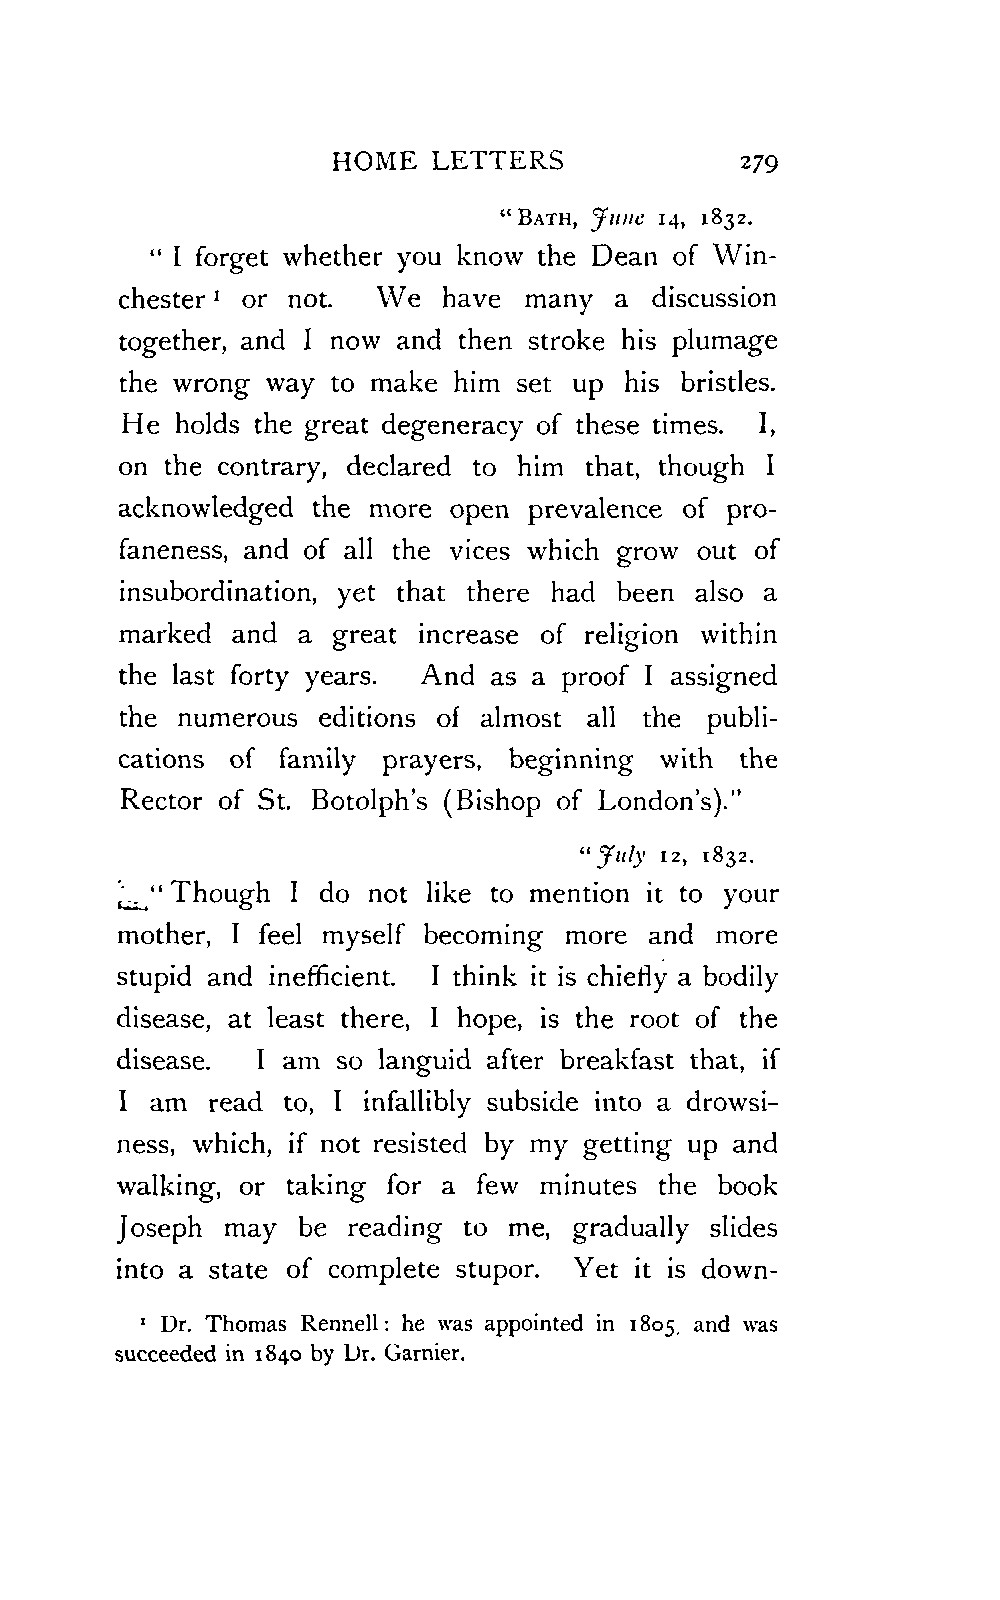 HOME LETTERS 279
“Bath, June 14, 1832.
“ I forget whether you know the Dean of Win-
chester ¹ or not. We have many a discussion
together, and I now and then stroke his plumage
the wrong way to make him set up his bristles.
He holds the great degeneracy of these times. I,
on the contrary, declared to him that, though I
acknowledged the more open prevalence of pro-
faneness, and of all the vices which grow out of
insubordination, yet that there had been also a
marked and a great increase of religion within
the last forty years. And as a proof I assigned
the numerous editions of almost all the publi-
cations of family prayers, beginning with the
Rector of St. Botolph’s (Bishop of London’s).”
“July 12, 1832.
“ Though I do not like to mention it to your
mother, I feel myself becoming more and more
stupid and inefficient. I think it is chiefly a bodily
disease, at least there, I hope, is the root of the
disease. I am so languid after breakfast that, if
I am read to, I infallibly subside into a drowsi-
ness, which, if not resisted by my getting up and
walking, or taking for a few minutes the book
Joseph may be reading to me, gradually slides
into a state of complete stupor. Yet it is down-
¹ Dr. Thomas Rennell: he was appointed in 1805, and was
succeeded in 1840 by Dr. Garnier.